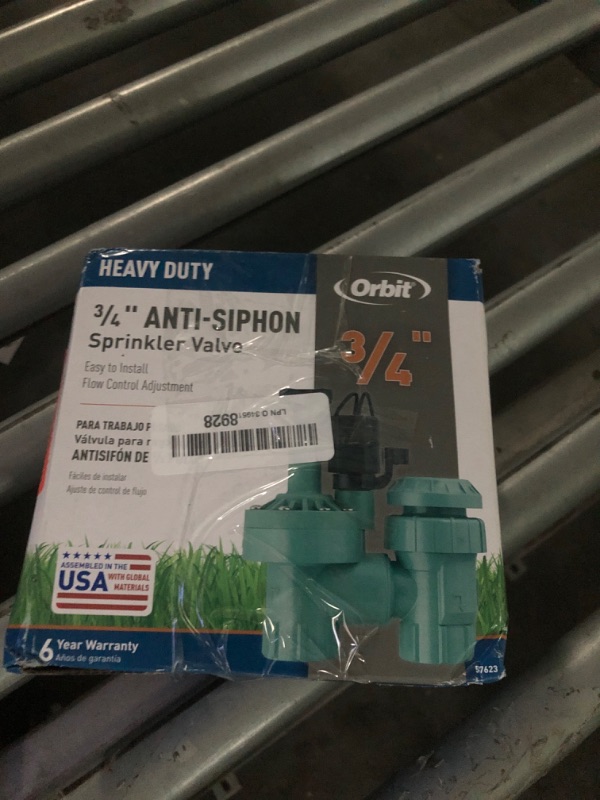 HEAVY DUTY
Orbit
3/4" ANTI-SIPHON
Sprinkler Valve
3/4"
Easy to Install
Flow Control Adjustment
PARA TRABAJO
Válvula para
ANTISIFÓN DE
Fáciles de instalar
Ajuste de control de flujo
LPN
8928
ASSEMBLED IN THE
USA WITH GLOBAL
MATERIALS
6 Year Warranty
Años de garantía
57623